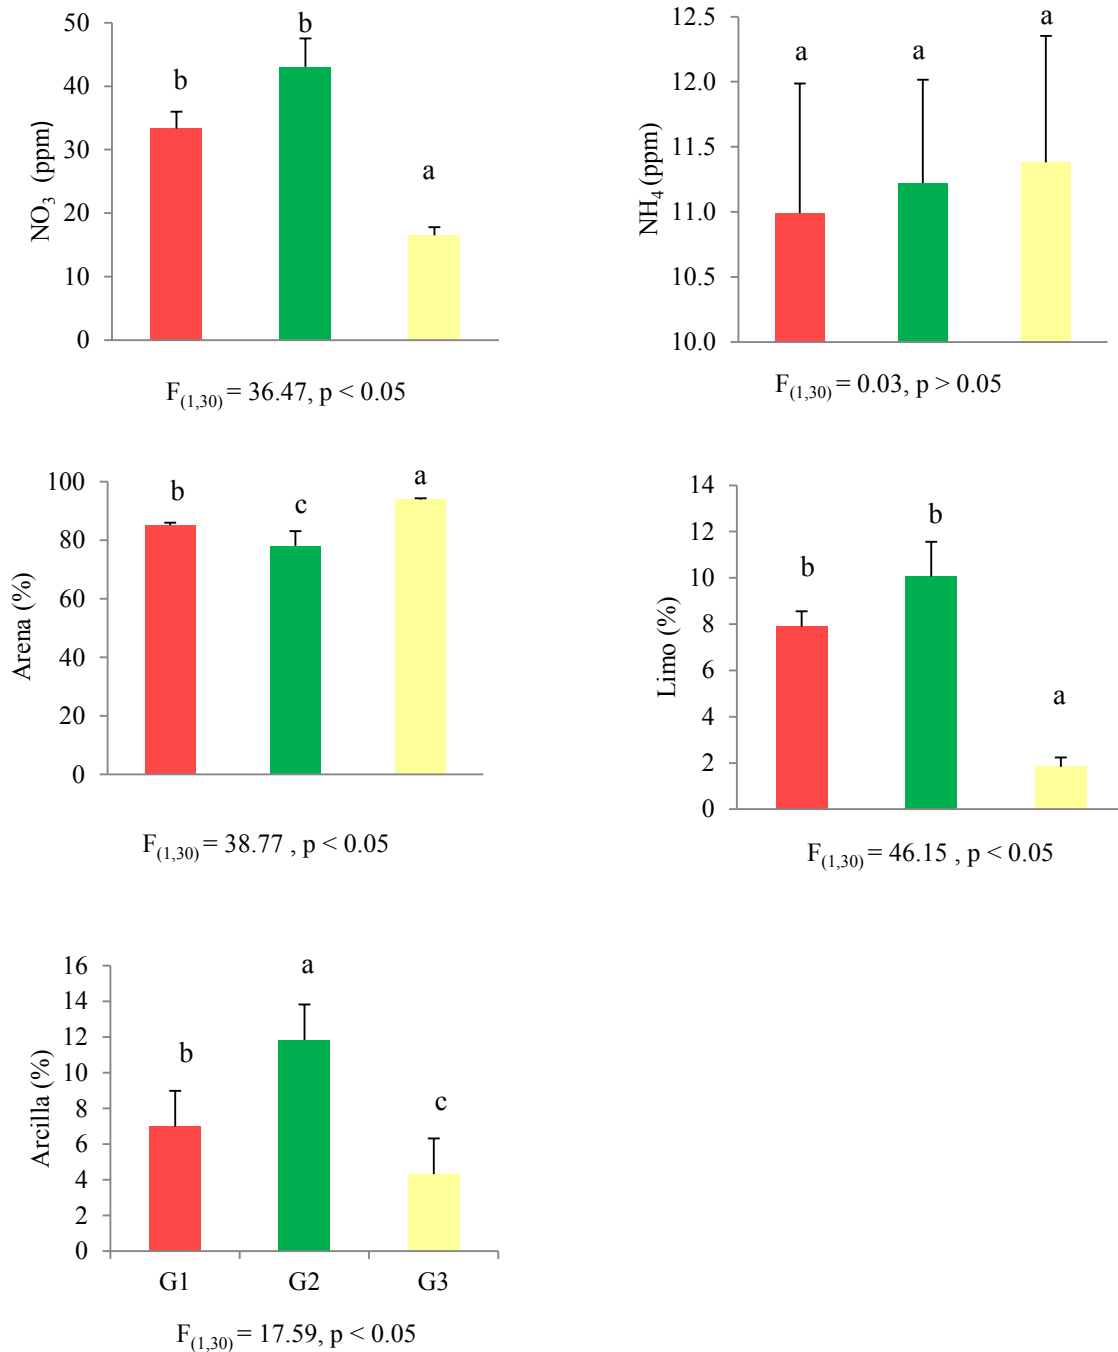 50
40
30
20
10
0
NO₃ (ppm)
b
b
a
F(1,30) = 36.47, p < 0.05
12.5
12.0
11.5
11.0
10.5
10.0
NH₄ (ppm)
a
a
a
F(1,30) = 0.03, p > 0.05
100
80
60
40
20
0
Arena (%)
b
c
a
F(1,30) = 38.77 , p < 0.05
14
12
10
8
6
4
2
0
Limo (%)
b
b
a
F(1,30) = 46.15 , p < 0.05
16
14
12
10
8
6
4
2
0
Arcilla (%)
b
a
c
G1 G2 G3
F(1,30) = 17.59, p < 0.05